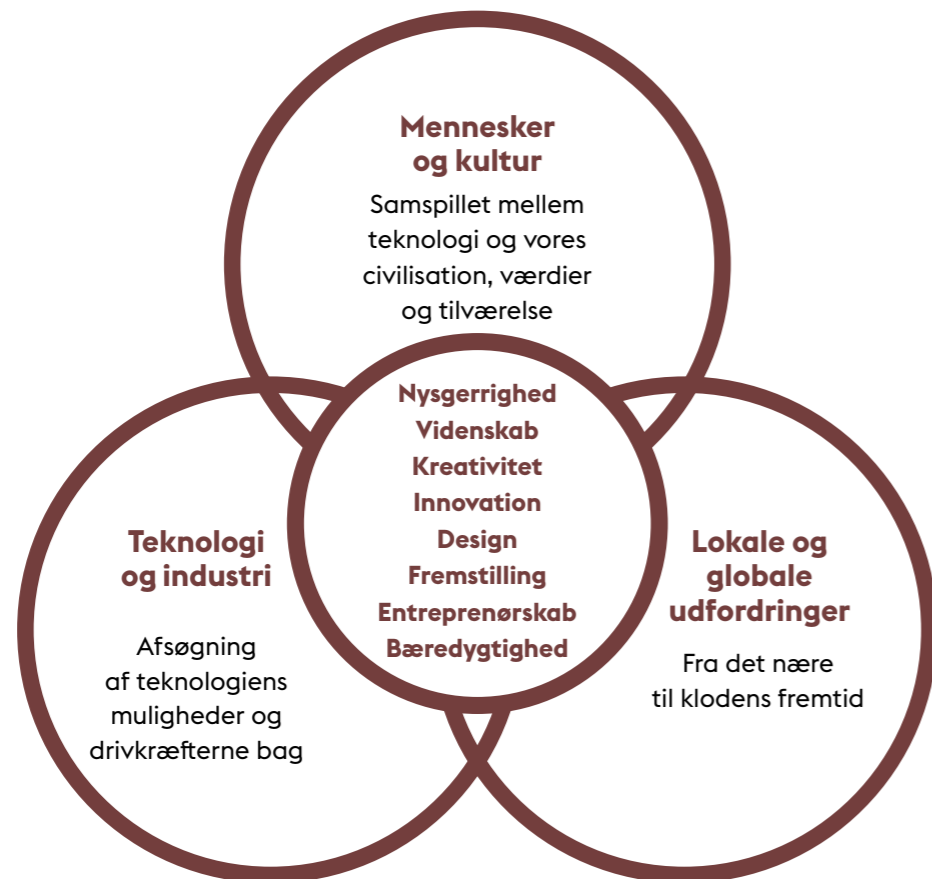 Mennesker
og kultur
Samspillet mellem
teknologi og vores
civilisation, værdier
og tilværelse
Nysgerrighed
Videnskab
Kreativitet
Innovation
Design
Fremstilling
Entreprenørskab
Bæredygtighed
Teknologi
og industri
Afsøgning
af teknologiens
muligheder og
drivkræfterne bag
Lokale og
globale
udfordringer
Fra det nære
til klodens fremtid